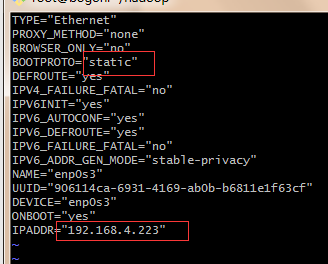 TYPE="Ethernet"
PROXY_METHOD="none"
BROWSER_ONLY="no"
BOOTPROTO="static"
DEFROUTE="yes"
IPV4_FAILURE_FATAL="no"
IPV6INIT="yes"
IPV6_AUTOCONF="yes"
IPV6_DEFROUTE="yes"
IPV6_FAILURE_FATAL="no"
IPV6_ADDR_GEN_MODE="stable-privacy"
NAME="enp0s3"
UUID="906114ca-6931-4169-ab0b-b6811e1f63cf"
DEVICE="enp0s3"
ONBOOT="yes"
IPADDR="192.168.4.223"
~
~